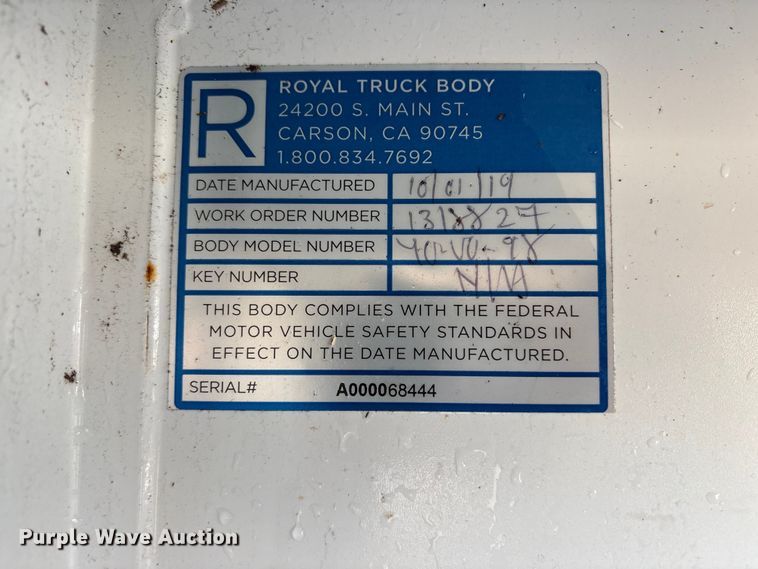 R
ROYAL TRUCK BODY
24200 S. MAIN ST.
CARSON, CA 90745
1.800.834.7692
DATE MANUFACTURED 10/01/19
WORK ORDER NUMBER
BODY MODEL NUMBER
KEY NUMBER
THIS BODY COMPLIES WITH THE FEDERAL
MOTOR VEHICLE SAFETY STANDARDS IN
EFFECT ON THE DATE MANUFACTURED.
SERIAL# A000068444
Purple Wave Auction